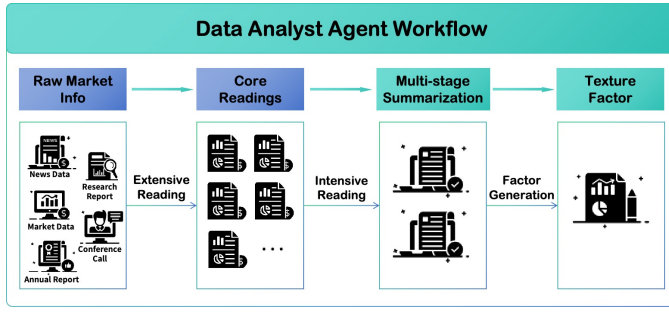 Data Analyst Agent Workflow
Raw Market
Info
Core
Readings
Multi-stage
Summarization
Texture
Factor
NEWS
News Data
Research
Report
Market Data
Conference
Call
Annual Report
Extensive
Reading
Intensive
Reading
Factor
Generation
...